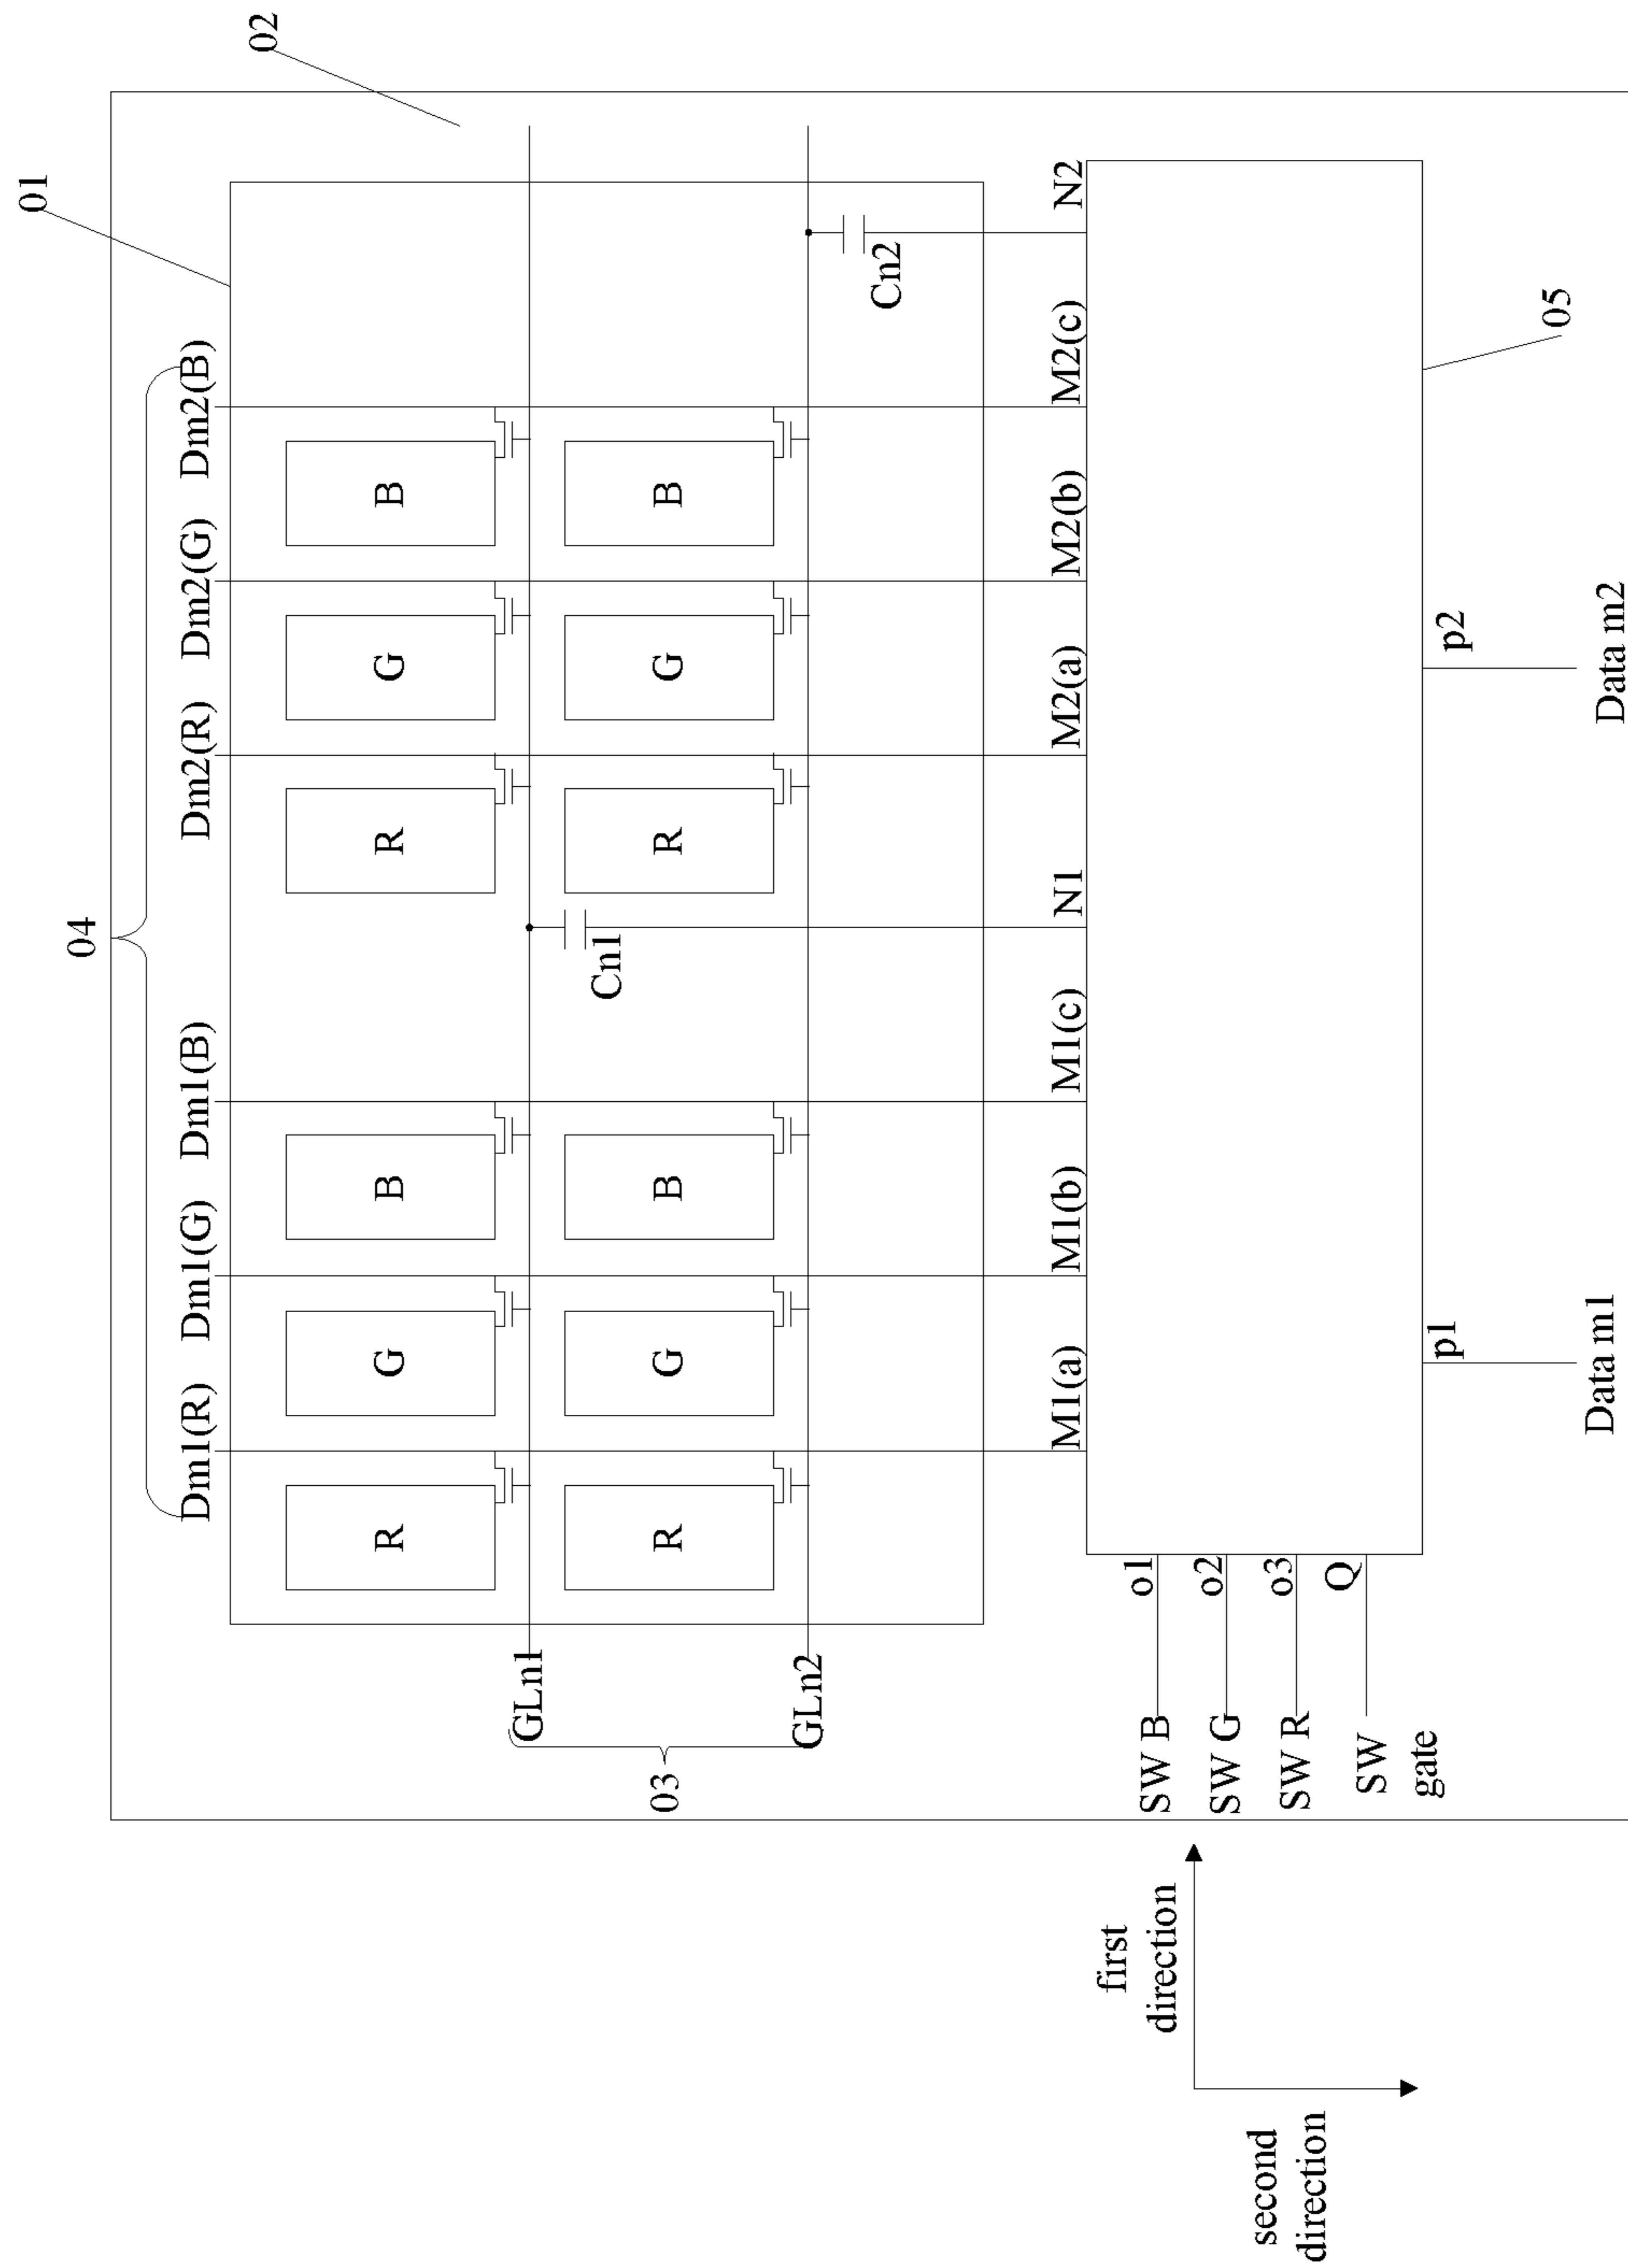 01
02
04
Dm1(R)
Dm1(G)
Dm1(B)
Dm2(R)
Dm2(G)
Dm2(B)
R
G
B
R
G
B
GLn1
Cn1
R
G
B
R
G
B
03
GLn2
Cn2
M1(a)
M1(b)
M1(c)
N1
M2(a)
M2(b)
M2(c)
N2
SW B
o1
SW G
o2
SW R
o3
SW
gate
Q
05
p1
p2
Data m1
Data m2
first
direction
second
direction